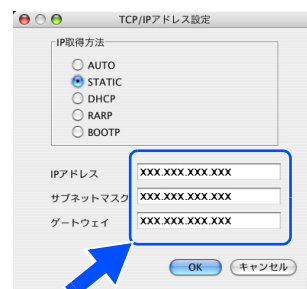 TCP/IPアドレス設定
IP取得方法
AUTO
STATIC
DHCP
RARP
BOOTP
IPアドレス XXX.XXX.XXX.XXX
サブネットマスク XXX.XXX.XXX.XXX
ゲートウェイ XXX.XXX.XXX.XXX
OK キャンセル